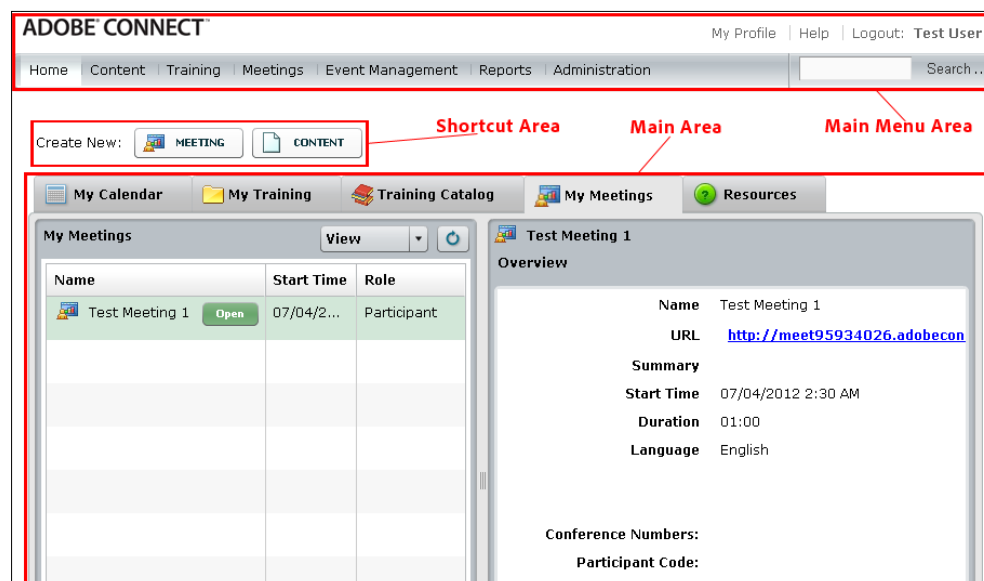 ADOBE® CONNECT™
My Profile | Help | Logout: Test User
Home Content Training Meetings Event Management Reports Administration Search...
Shortcut Area Main Area Main Menu Area
Create New: MEETING CONTENT
My Calendar My Training Training Catalog My Meetings ? Resources
My Meetings View
Test Meeting 1
Overview
Name Start Time Role
Test Meeting 1 Open 07/04/2... Participant
Name Test Meeting 1
URL http://meet95934026.adobecon
Summary
Start Time 07/04/2012 2:30 AM
Duration 01:00
Language English
Conference Numbers:
Participant Code: